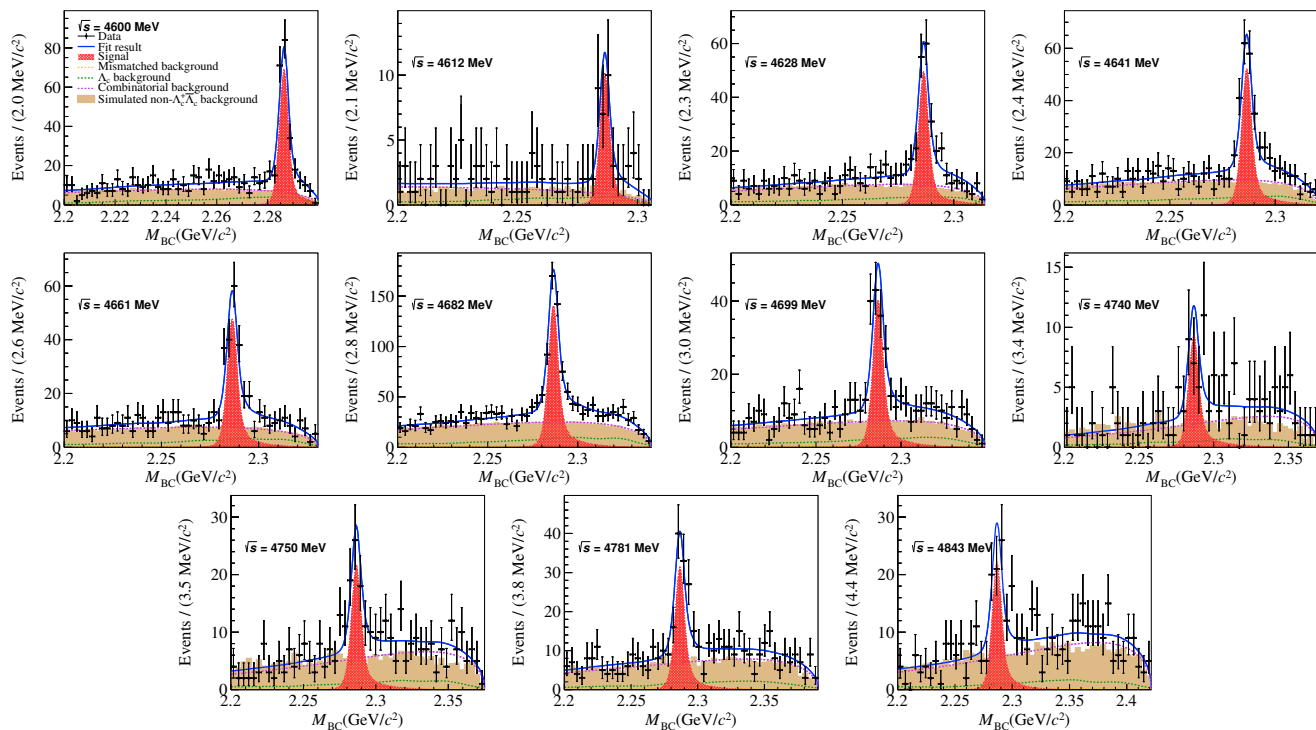 √s = 4600 MeV
Data
Fit result
Signal
Mismatched background
Λc background
Combinatorial background
Simulated non-Λc+Λ̄c− background
Events / (2.0 MeV/c²)
0 20 40 60 80
2.2 2.22 2.24 2.26 2.28
M_BC(GeV/c²)
√s = 4612 MeV
Events / (2.1 MeV/c²)
0 5 10
2.2 2.25 2.3
M_BC(GeV/c²)
√s = 4628 MeV
Events / (2.3 MeV/c²)
0 20 40 60
2.2 2.25 2.3
M_BC(GeV/c²)
√s = 4641 MeV
Events / (2.4 MeV/c²)
0 20 40 60
2.2 2.25 2.3
M_BC(GeV/c²)
√s = 4661 MeV
Events / (2.6 MeV/c²)
0 20 40 60
2.2 2.25 2.3
M_BC(GeV/c²)
√s = 4682 MeV
Events / (2.8 MeV/c²)
0 50 100 150
2.2 2.25 2.3
M_BC(GeV/c²)
√s = 4699 MeV
Events / (3.0 MeV/c²)
0 20 40
2.2 2.25 2.3
M_BC(GeV/c²)
√s = 4740 MeV
Events / (3.4 MeV/c²)
0 5 10 15
2.2 2.25 2.3 2.35
M_BC(GeV/c²)
√s = 4750 MeV
Events / (3.5 MeV/c²)
0 10 20 30
2.2 2.25 2.3 2.35
M_BC(GeV/c²)
√s = 4781 MeV
Events / (3.8 MeV/c²)
0 10 20 30 40 50
2.2 2.25 2.3 2.35
M_BC(GeV/c²)
√s = 4843 MeV
Events / (4.4 MeV/c²)
0 10 20 30
2.2 2.25 2.3 2.35 2.4
M_BC(GeV/c²)